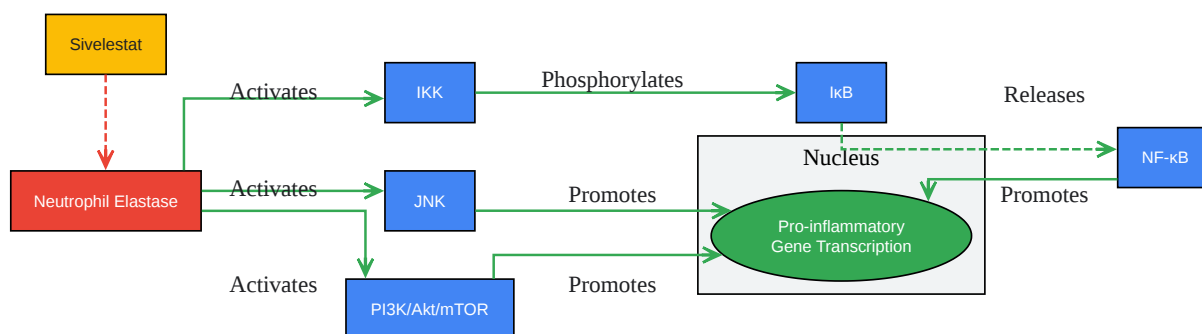 Sivelestat
Activates
IKK
Phosphorylates
IκB
Releases
NF-κB
Nucleus
Neutrophil Elastase
Activates
JNK
Promotes
Promotes
Pro-inflammatory
Gene Transcription
Activates
PI3K/Akt/mTOR
Promotes